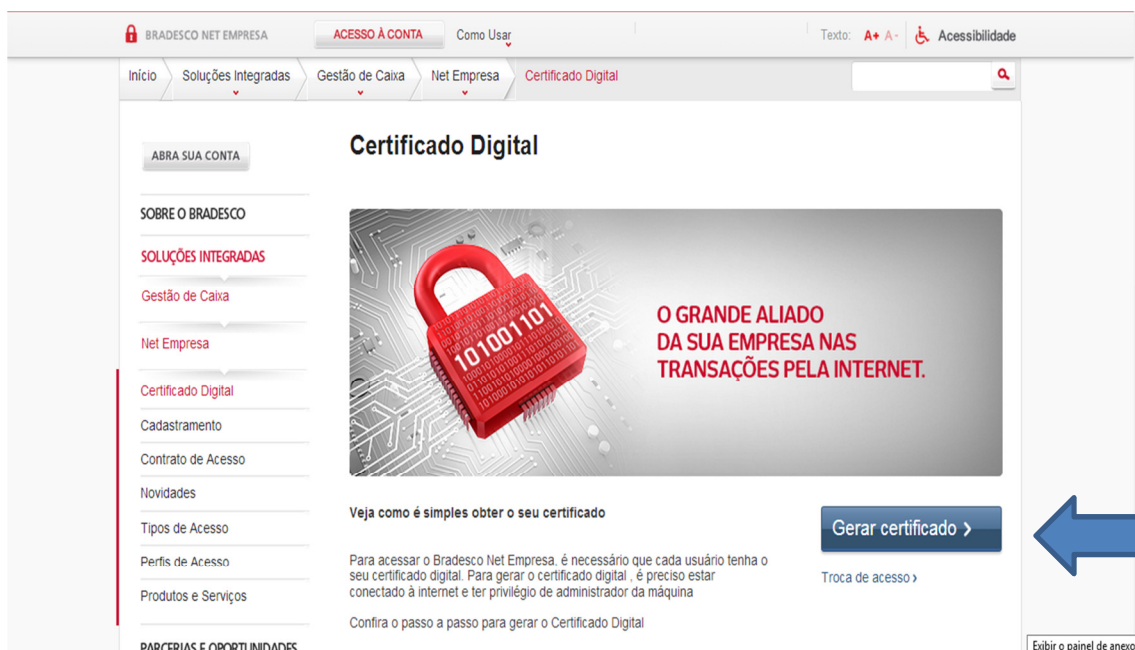 BRADESCO NET EMPRESA
ACESSO À CONTA
Como Usar
Texto: A+ A-
Acessibilidade
Início
Soluções Integradas
Gestão de Caixa
Net Empresa
Certificado Digital
ABRA SUA CONTA
SOBRE O BRADESCO
SOLUÇÕES INTEGRADAS
Gestão de Caixa
Net Empresa
Certificado Digital
Cadastramento
Contrato de Acesso
Novidades
Tipos de Acesso
Perfis de Acesso
Produtos e Serviços
PARCERIAS E OPORTUNIDADES
Certificado Digital
101001101
O GRANDE ALIADO
DA SUA EMPRESA NAS
TRANSAÇÕES PELA INTERNET.
Veja como é simples obter o seu certificado
Para acessar o Bradesco Net Empresa, é necessário que cada usuário tenha o
seu certificado digital. Para gerar o certificado digital , é preciso estar
conectado à internet e ter privilégio de administrador da máquina
Confira o passo a passo para gerar o Certificado Digital
Gerar certificado >
Troca de acesso >
Exibir o painel de anexo